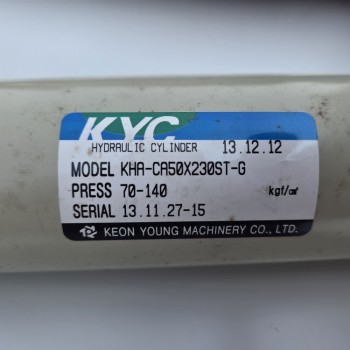 KYC
HYDRAULIC CYLINDER 13.12.12
MODEL KHA-CA50X230ST-G
PRESS 70-140 kgf/㎠
SERIAL 13.11.27-15
KEON YOUNG MACHINERY CO., LTD.